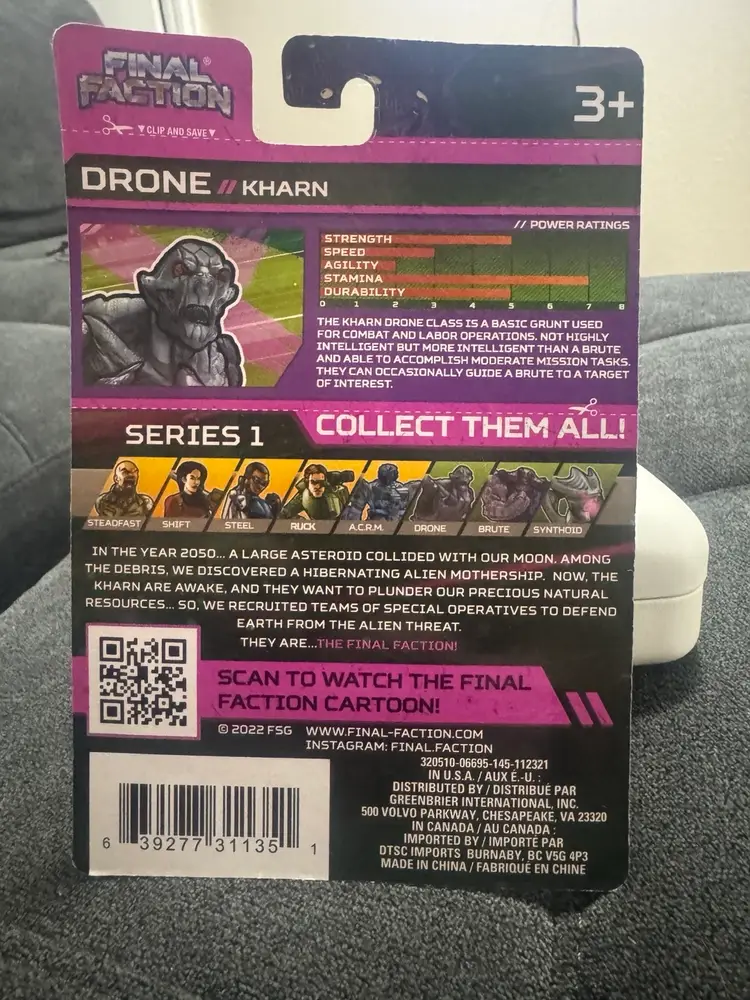 FINAL®
FACTION
3+
▼CLIP AND SAVE▼
DRONE // KHARN
// POWER RATINGS
STRENGTH
SPEED
AGILITY
STAMINA
DURABILITY
0 1 2 3 4 5 6 7 8
THE KHARN DRONE CLASS IS A BASIC GRUNT USED
FOR COMBAT AND LABOR OPERATIONS. NOT HIGHLY
INTELLIGENT BUT MORE INTELLIGENT THAN A BRUTE
AND ABLE TO ACCOMPLISH MODERATE MISSION TASKS.
THEY CAN OCCASIONALLY GUIDE A BRUTE TO A TARGET
OF INTEREST.
SERIES 1
COLLECT THEM ALL!
STEADFAST SHIFT STEEL RUCK A.C.R.M. DRONE BRUTE SYNTHOID
IN THE YEAR 2050... A LARGE ASTEROID COLLIDED WITH OUR MOON. AMONG
THE DEBRIS, WE DISCOVERED A HIBERNATING ALIEN MOTHERSHIP. NOW, THE
KHARN ARE AWAKE, AND THEY WANT TO PLUNDER OUR PRECIOUS NATURAL
RESOURCES... SO, WE RECRUITED TEAMS OF SPECIAL OPERATIVES TO DEFEND
EARTH FROM THE ALIEN THREAT.
THEY ARE...THE FINAL FACTION!
SCAN TO WATCH THE FINAL
FACTION CARTOON!
© 2022 FSG WWW.FINAL-FACTION.COM
INSTAGRAM: FINAL.FACTION
320510-06695-145-112321
IN U.S.A. / AUX É.-U. :
DISTRIBUTED BY / DISTRIBUÉ PAR
GREENBRIER INTERNATIONAL, INC.
500 VOLVO PARKWAY, CHESAPEAKE, VA 23320
IN CANADA / AU CANADA :
IMPORTED BY / IMPORTÉ PAR
DTSC IMPORTS BURNABY, BC V5G 4P3
MADE IN CHINA / FABRIQUÉ EN CHINE
6 39277 31135 1